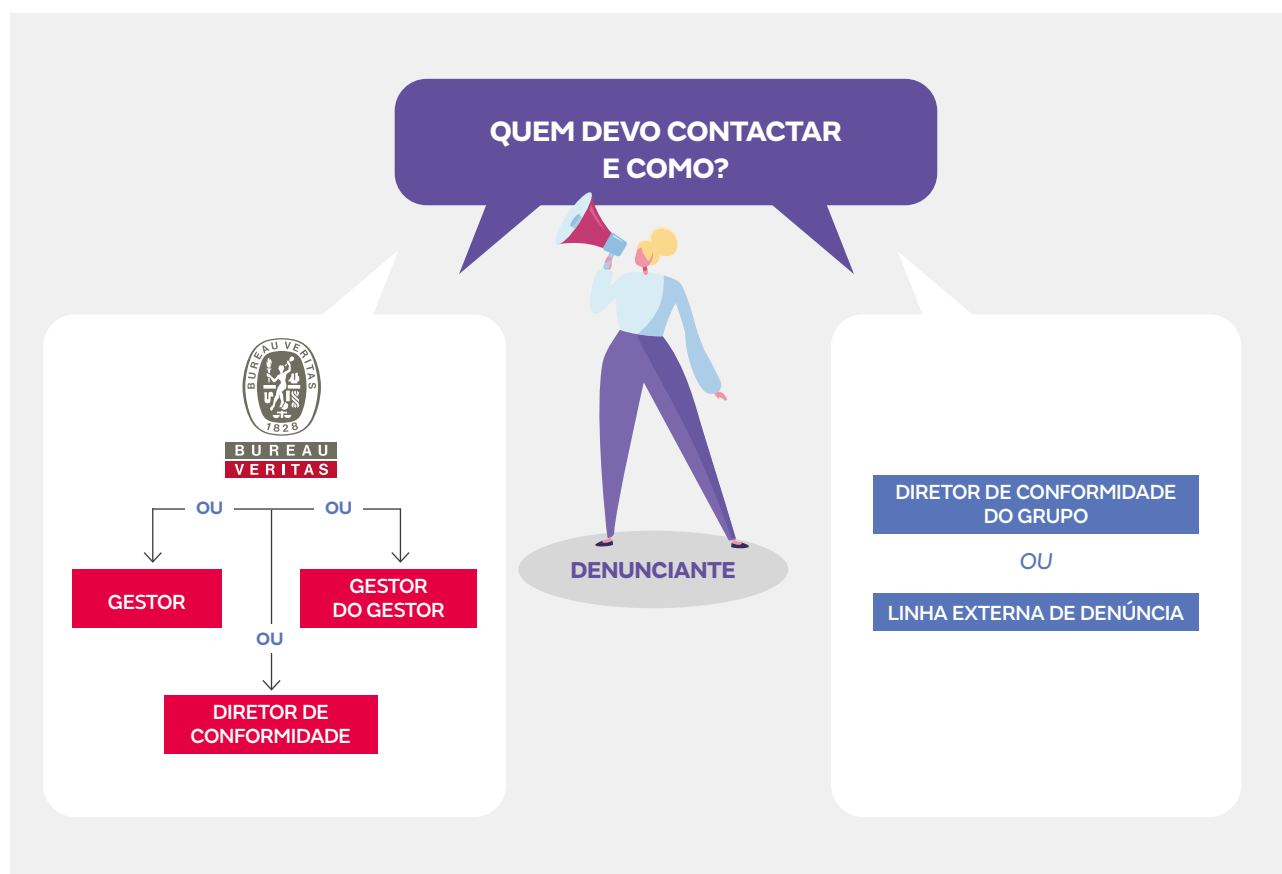 QUEM DEVO CONTACTAR
E COMO?
BUREAU VERITAS
1828
BUREAU
VERITAS
OU
OU
GESTOR
GESTOR
DO GESTOR
OU
DIRETOR DE
CONFORMIDADE
DENUNCIANTE
DIRETOR DE CONFORMIDADE
DO GRUPO
OU
LINHA EXTERNA DE DENÚNCIA